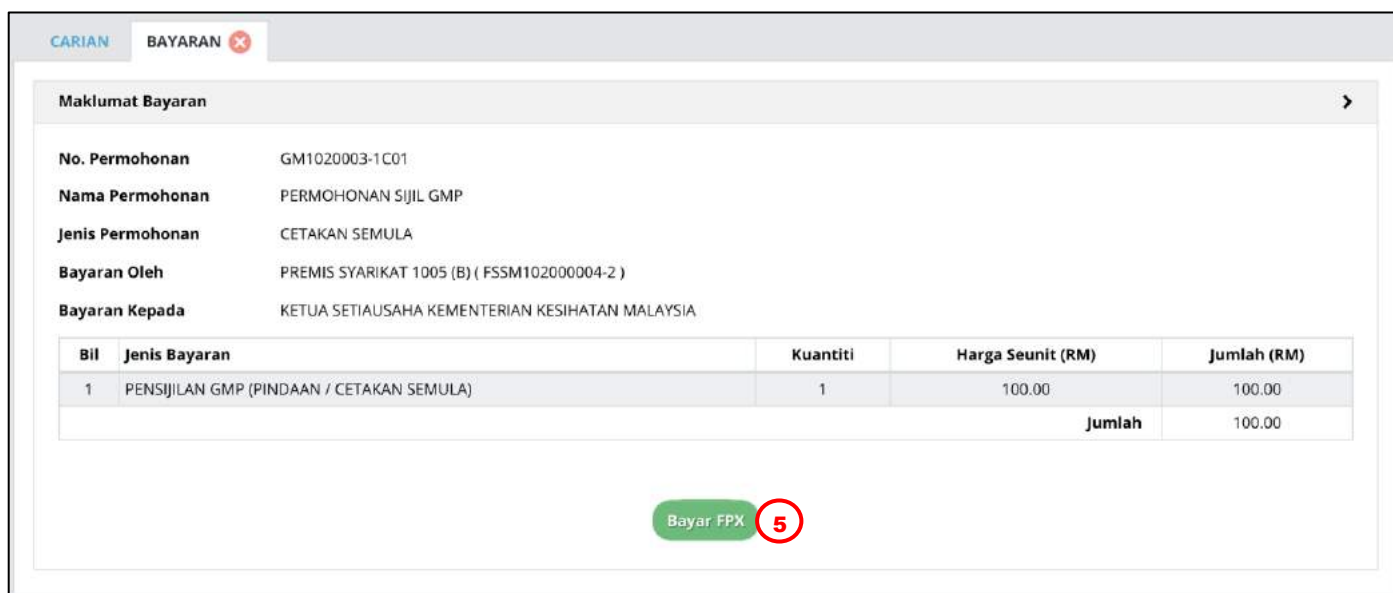 CARIAN BAYARAN
Maklumat Bayaran
No. Permohonan GM1020003-1C01
Nama Permohonan PERMOHONAN SIJIL GMP
Jenis Permohonan CETAKAN SEMULA
Bayaran Oleh PREMIS SYARIKAT 1005 (B) ( FSSM102000004-2 )
Bayaran Kepada KETUA SETIAUSAHA KEMENTERIAN KESIHATAN MALAYSIA
Bil Jenis Bayaran Kuantiti Harga Seunit (RM) Jumlah (RM)
1 PENSIJILAN GMP (PINDAAN / CETAKAN SEMULA) 1 100.00 100.00
Jumlah 100.00
Bayar FPX 5